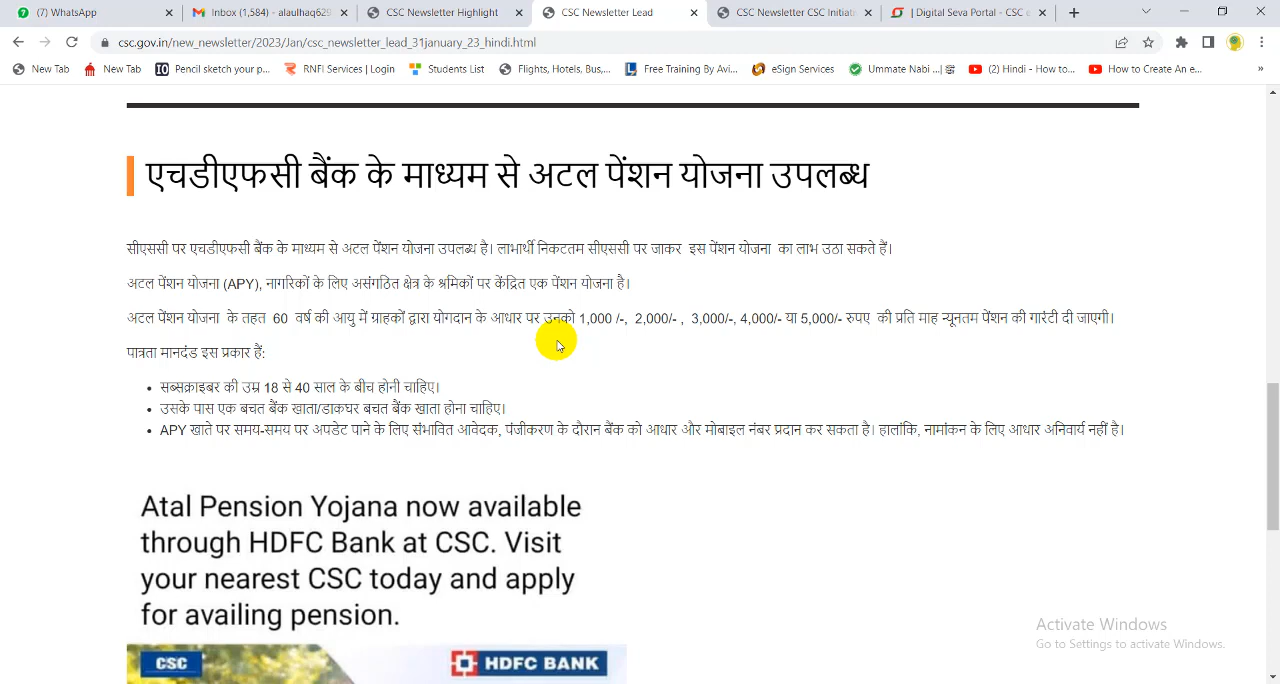 (7) WhatsApp
Inbox (1,584) - alaulhaq629
CSC Newsletter Highlight
CSC Newsletter Lead
CSC Newsletter CSC Initiat
| Digital Seva Portal - CSC e
csc.gov.in/new_newsletter/2023/Jan/csc_newsletter_lead_31january_23_hindi.html
New Tab
New Tab
Pencil sketch your p...
RNFI Services | Login
Students List
Flights, Hotels, Bus,...
Free Training By Avi...
eSign Services
Ummate Nabi ...|
(2) Hindi - How to...
How to Create An e...
»
एचडीएफसी बैंक के माध्यम से अटल पेंशन योजना उपलब्ध
सीएससी पर एचडीएफसी बैंक के माध्यम से अटल पेंशन योजना उपलब्ध है। लाभार्थी निकटतम सीएससी पर जाकर इस पेंशन योजना का लाभ उठा सकते हैं।
अटल पेंशन योजना (APY), नागरिकों के लिए असंगठित क्षेत्र के श्रमिकों पर केंद्रित एक पेंशन योजना है।
अटल पेंशन योजना के तहत 60 वर्ष की आयु में ग्राहकों द्वारा योगदान के आधार पर उनको 1,000 /-, 2,000/- , 3,000/-, 4,000/- या 5,000/- रुपए की प्रति माह न्यूनतम पेंशन की गारंटी दी जाएगी।
पात्रता मानदंड इस प्रकार हैं:
• सब्सक्राइबर की उम्र 18 से 40 साल के बीच होनी चाहिए।
• उसके पास एक बचत बैंक खाता/डाकघर बचत बैंक खाता होना चाहिए।
• APY खाते पर समय-समय पर अपडेट पाने के लिए संभावित आवेदक, पंजीकरण के दौरान बैंक को आधार और मोबाइल नंबर प्रदान कर सकता है। हालांकि, नामांकन के लिए आधार अनिवार्य नहीं है।
Atal Pension Yojana now available
through HDFC Bank at CSC. Visit
your nearest CSC today and apply
for availing pension.
CSC
HDFC BANK
Activate Windows
Go to Settings to activate Windows.